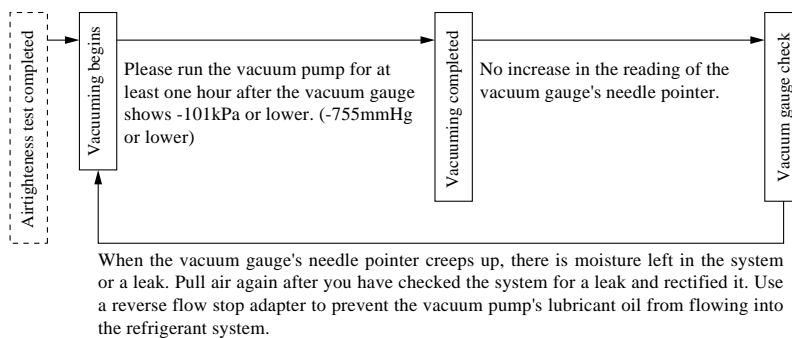 Airtighteness test completed
Vacuuming begins
Please run the vacuum pump for at
least one hour after the vacuum gauge
shows -101kPa or lower. (-755mmHg
or lower)
Vacuuming completed
No increase in the reading of the
vacuum gauge's needle pointer.
Vacuum gauge check
When the vacuum gauge's needle pointer creeps up, there is moisture left in the system
or a leak. Pull air again after you have checked the system for a leak and rectified it. Use
a reverse flow stop adapter to prevent the vacuum pump's lubricant oil from flowing into
the refrigerant system.